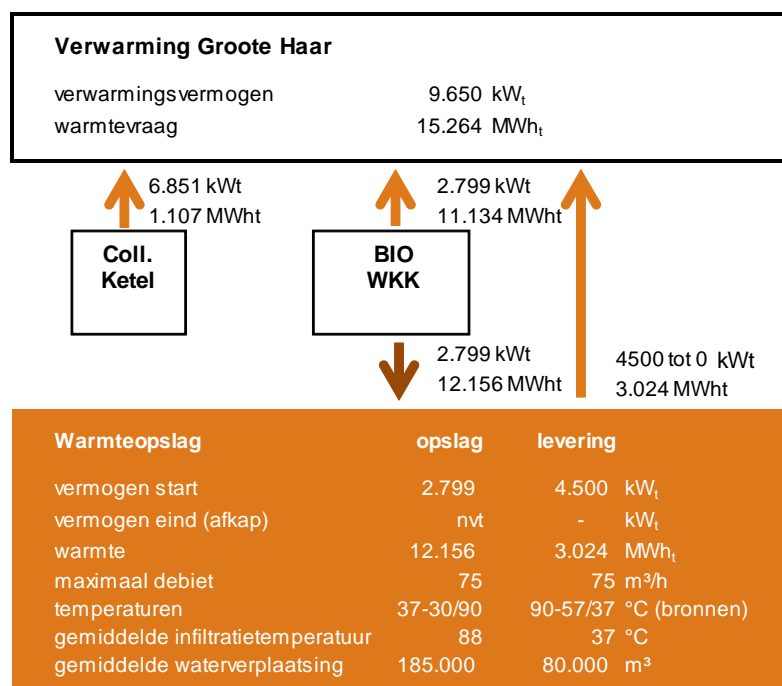 Verwarming Groote Haar
verwarmingsvermogen 9.650 kWt
warmtevraag 15.264 MWht
6.851 kWt
1.107 MWht
2.799 kWt
11.134 MWht
Coll.
Ketel
BIO
WKK
2.799 kWt
12.156 MWht
4500 tot 0 kWt
3.024 MWht
Warmteopslag opslag levering
vermogen start 2.799 4.500 kWt
vermogen eind (afkap) nvt - kWt
warmte 12.156 3.024 MWht
maximaal debiet 75 75 m³/h
temperaturen 37-30/90 90-57/37 °C (bronnen)
gemiddelde infiltratietemperatuur 88 37 °C
gemiddelde waterverplaatsing 185.000 80.000 m³